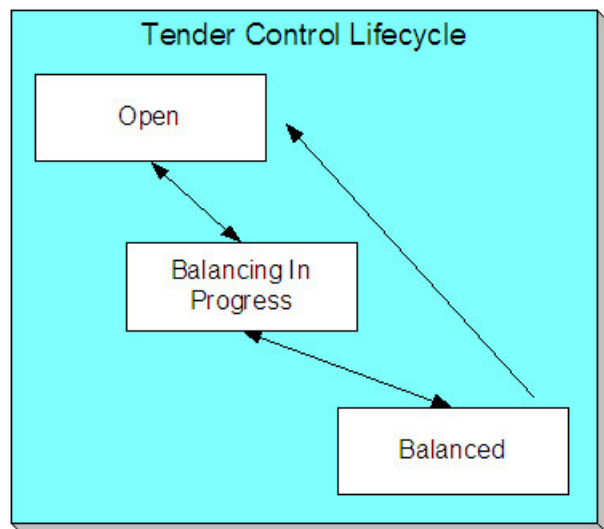 Tender Control Lifecycle
Open
Balancing In
Progress
Balanced